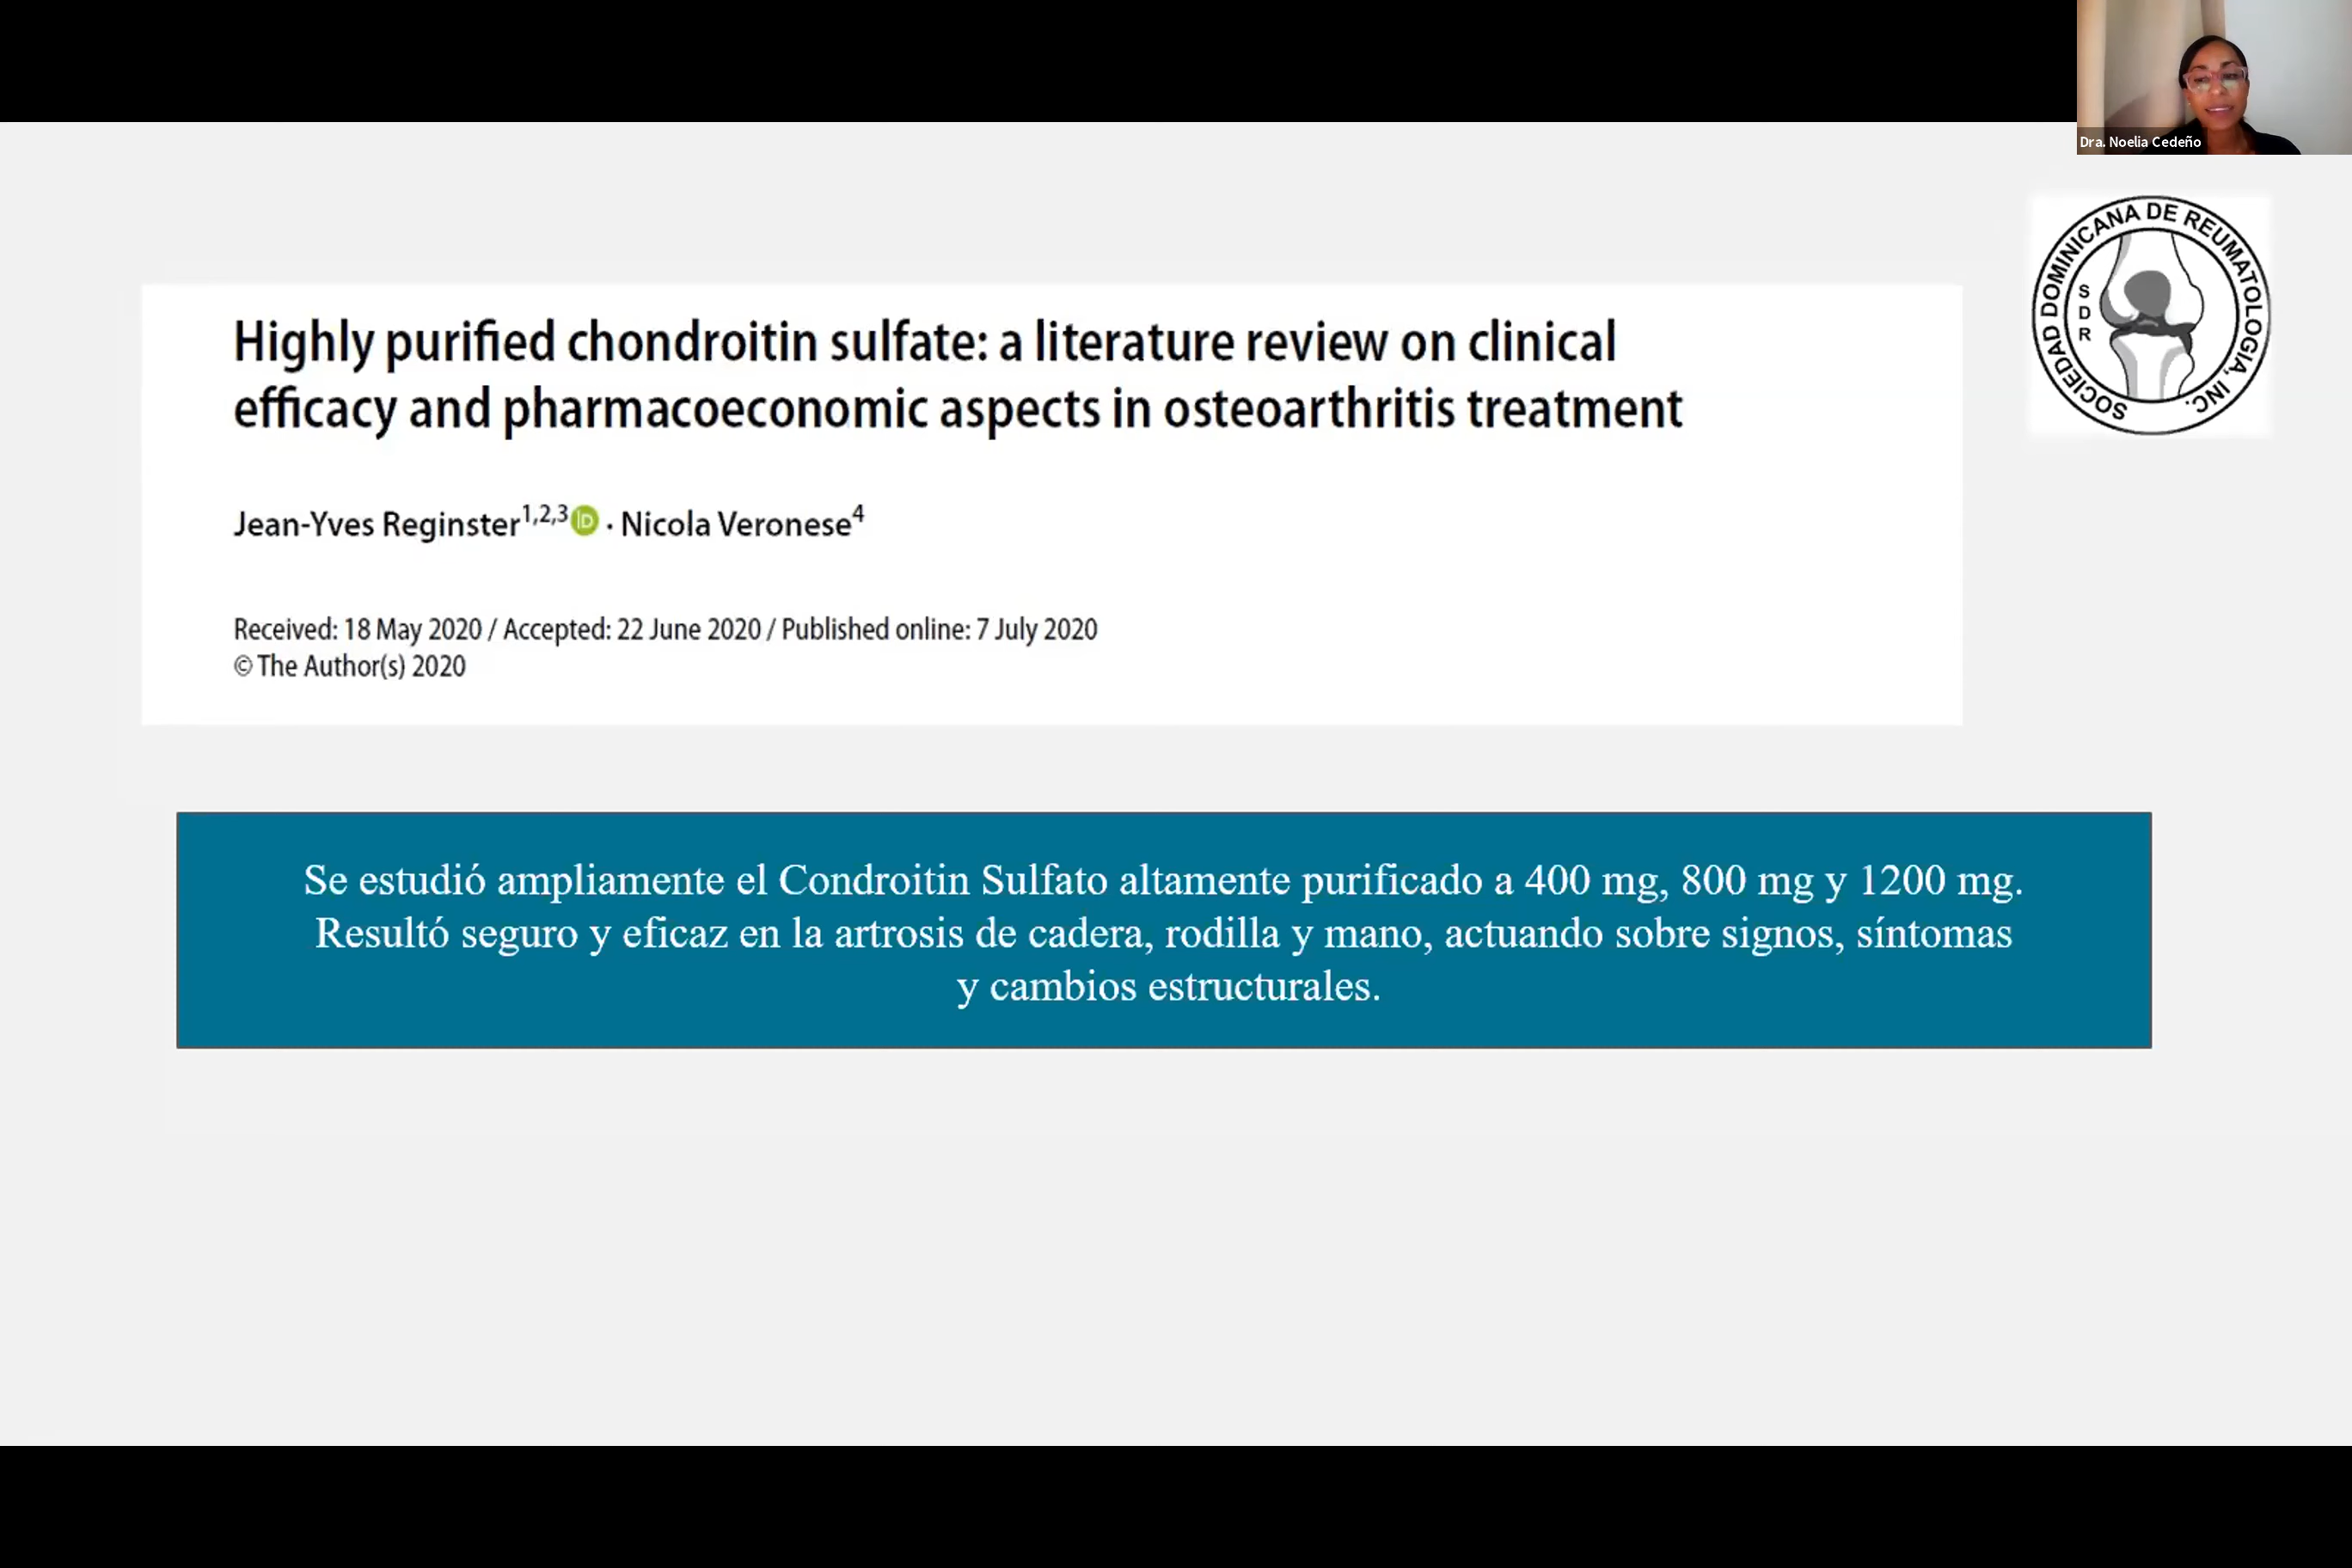 Dra. Noelia Cedeño
SOCIEDAD DOMINICANA DE REUMATOLOGIA, INC.
S
D
R
Highly purified chondroitin sulfate: a literature review on clinical
efficacy and pharmacoeconomic aspects in osteoarthritis treatment
Jean-Yves Reginster1,2,3 iD · Nicola Veronese4
Received: 18 May 2020 / Accepted: 22 June 2020 / Published online: 7 July 2020
© The Author(s) 2020
Se estudió ampliamente el Condroitin Sulfato altamente purificado a 400 mg, 800 mg y 1200 mg.
Resultó seguro y eficaz en la artrosis de cadera, rodilla y mano, actuando sobre signos, síntomas
y cambios estructurales.